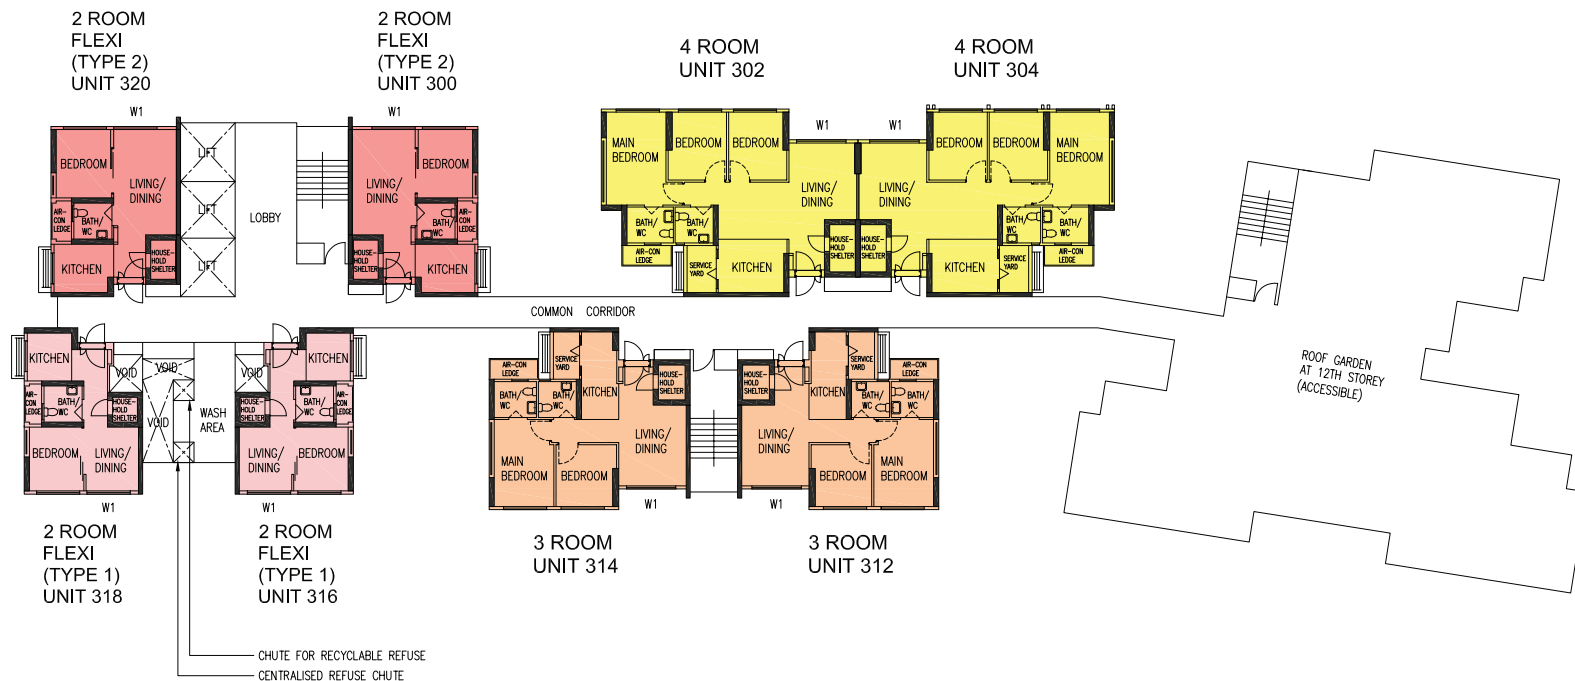 2 ROOM
FLEXI
(TYPE 2)
UNIT 320
2 ROOM
FLEXI
(TYPE 2)
UNIT 300
4 ROOM
UNIT 302
4 ROOM
UNIT 304
W1
BEDROOM
LIVING/
DINING
AIR-
CON
LEDGE
BATH/
WC
KITCHEN
HOUSE-
HOLD
SHELTER
LIFT
LIFT
LIFT
LOBBY
W1
LIVING/
DINING
BEDROOM
BATH/
WC
AIR-
CON
LEDGE
HOUSE-
HOLD
SHELTER
KITCHEN
W1
MAIN
BEDROOM
BEDROOM
BEDROOM
LIVING/
DINING
BATH/
WC
BATH/
WC
AIR-CON
LEDGE
SERVICE
YARD
KITCHEN
HOUSE-
HOLD
SHELTER
W1
BEDROOM
BEDROOM
MAIN
BEDROOM
LIVING/
DINING
BATH/
WC
BATH/
WC
HOUSE-
HOLD
SHELTER
KITCHEN
SERVICE
YARD
AIR-CON
LEDGE
COMMON CORRIDOR
KITCHEN
AIR-
CON
LEDGE
BATH/
WC
HOUSE-
HOLD
SHELTER
BEDROOM
LIVING/
DINING
W1
VOID
VOID
VOID
VOID
WASH
AREA
KITCHEN
HOUSE-
HOLD
SHELTER
BATH/
WC
AIR-
CON
LEDGE
LIVING/
DINING
BEDROOM
W1
AIR-CON
LEDGE
SERVICE
YARD
KITCHEN
BATH/
WC
BATH/
WC
HOUSE-
HOLD
SHELTER
LIVING/
DINING
MAIN
BEDROOM
BEDROOM
W1
HOUSE-
HOLD
SHELTER
KITCHEN
SERVICE
YARD
AIR-CON
LEDGE
BATH/
WC
BATH/
WC
LIVING/
DINING
BEDROOM
MAIN
BEDROOM
W1
ROOF GARDEN
AT 12TH STOREY
(ACCESSIBLE)
2 ROOM
FLEXI
(TYPE 1)
UNIT 318
2 ROOM
FLEXI
(TYPE 1)
UNIT 316
3 ROOM
UNIT 314
3 ROOM
UNIT 312
CHUTE FOR RECYCLABLE REFUSE
CENTRALISED REFUSE CHUTE